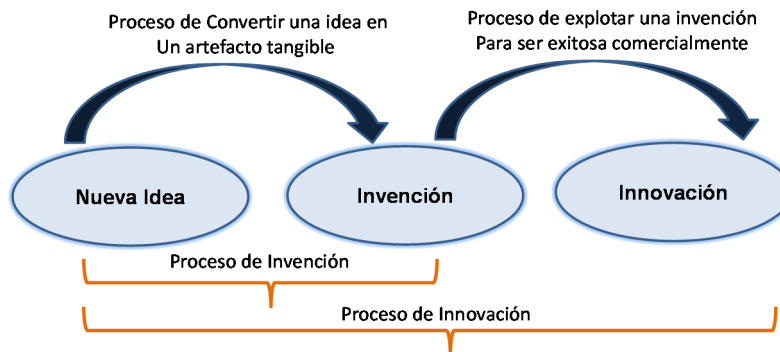 Proceso de Convertir una idea en
Un artefacto tangible
Proceso de explotar una invención
Para ser exitosa comercialmente
Nueva Idea
Invención
Innovación
Proceso de Invención
Proceso de Innovación